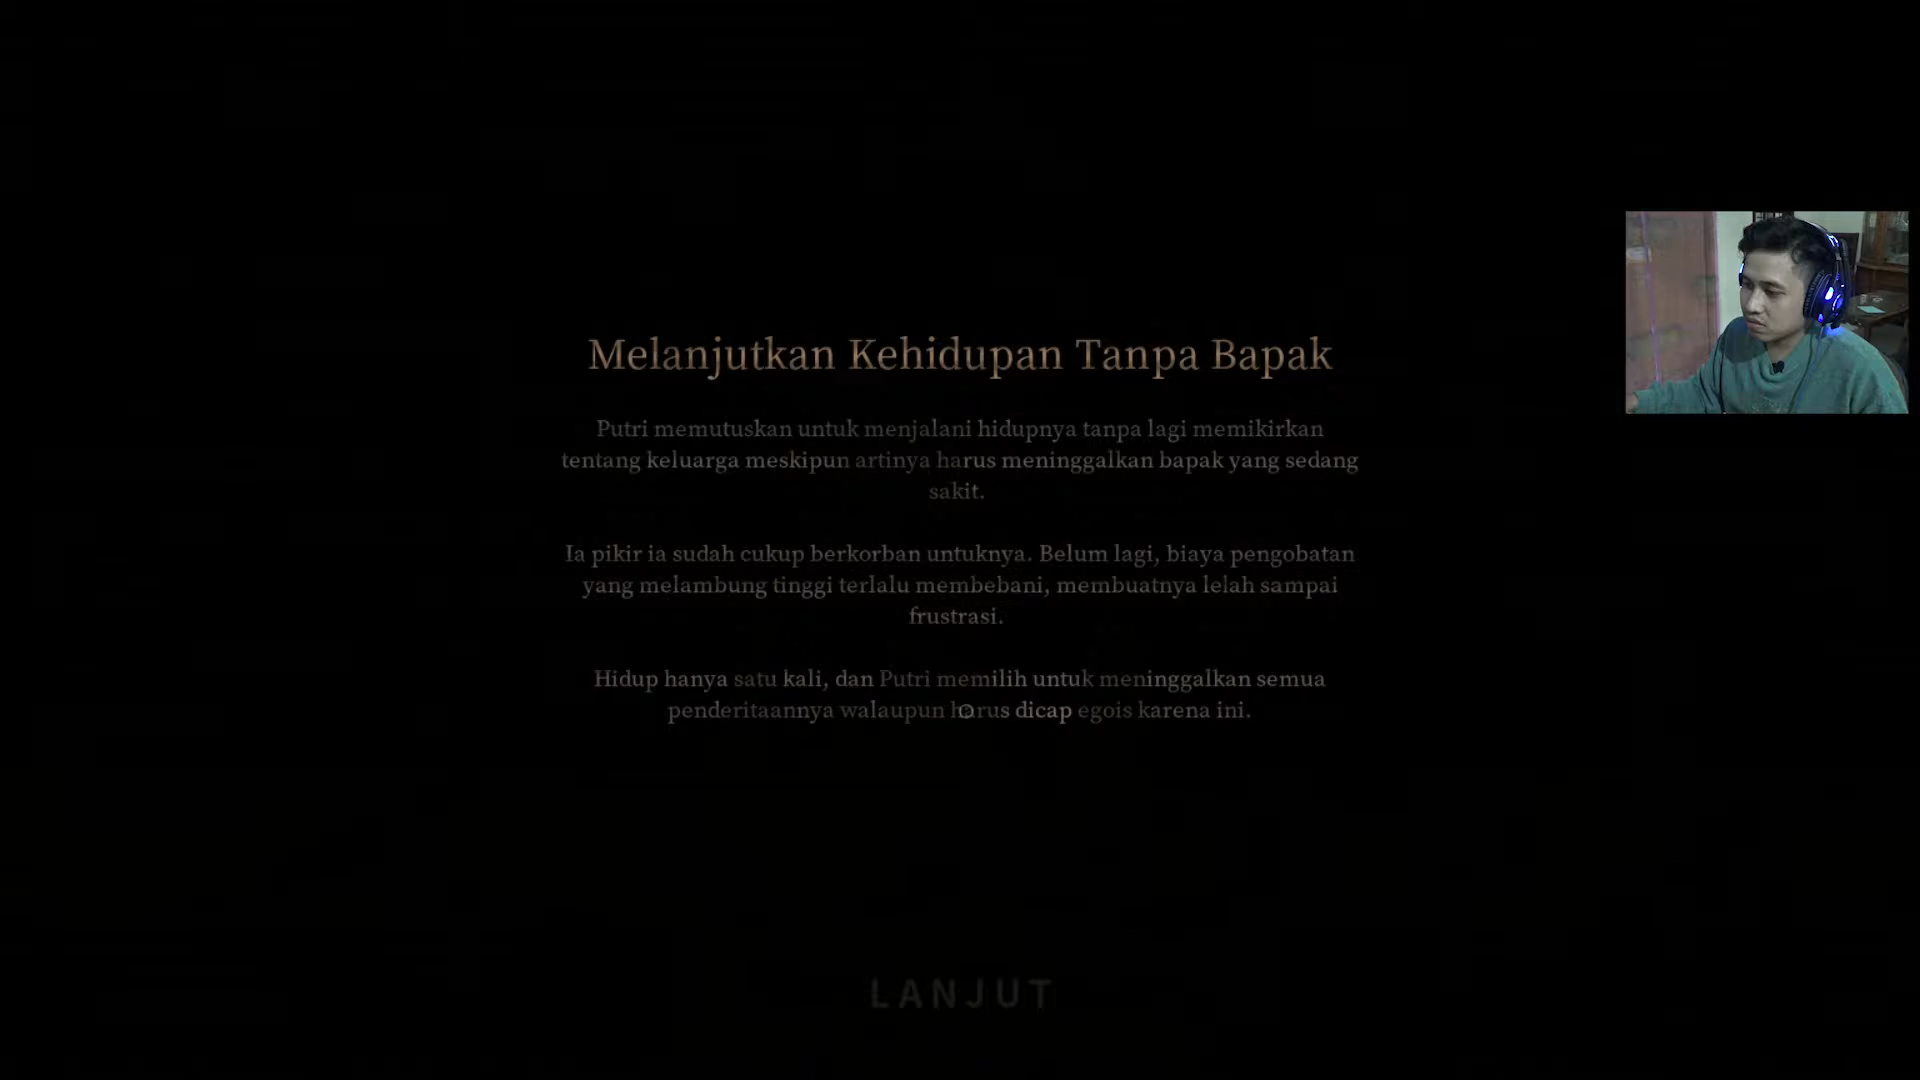 Melanjutkan Kehidupan Tanpa Bapak
Putri memutuskan untuk menjalani hidupnya tanpa lagi memikirkan
tentang keluarga meskipun artinya harus meninggalkan bapak yang sedang
sakit.
Ia pikir ia sudah cukup berkorban untuknya. Belum lagi, biaya pengobatan
yang melambung tinggi terlalu membebani, membuatnya lelah sampai
frustrasi.
Hidup hanya satu kali, dan Putri memilih untuk meninggalkan semua
penderitaannya walaupun harus dicap egois karena ini.
LANJUT